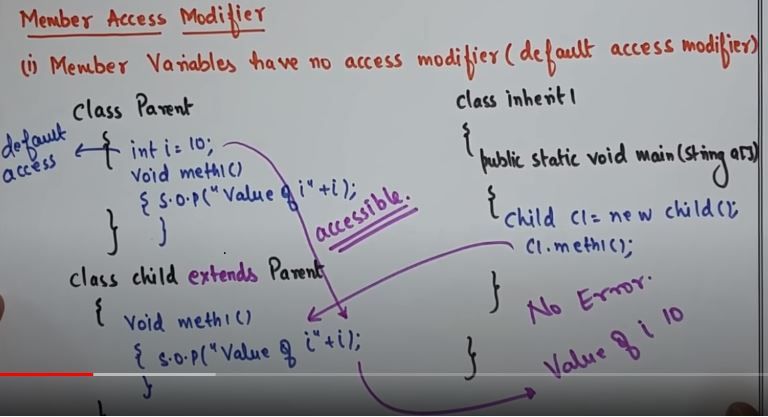 Member Access Modifier
(i) Member Variables have no access modifier (default access modifier)
class Parent
default access
{ int i = 10;
void meth1()
{ s.o.p("Value of i"+i);
}
}
accessible.
class child extends Parent
{ void meth1()
{ s.o.p("Value of i"+i);
}
}
class inherit1
{
public static void main(String ar[])
{ child c1 = new child();
c1.meth1();
}
}
No Error.
Value of i 10